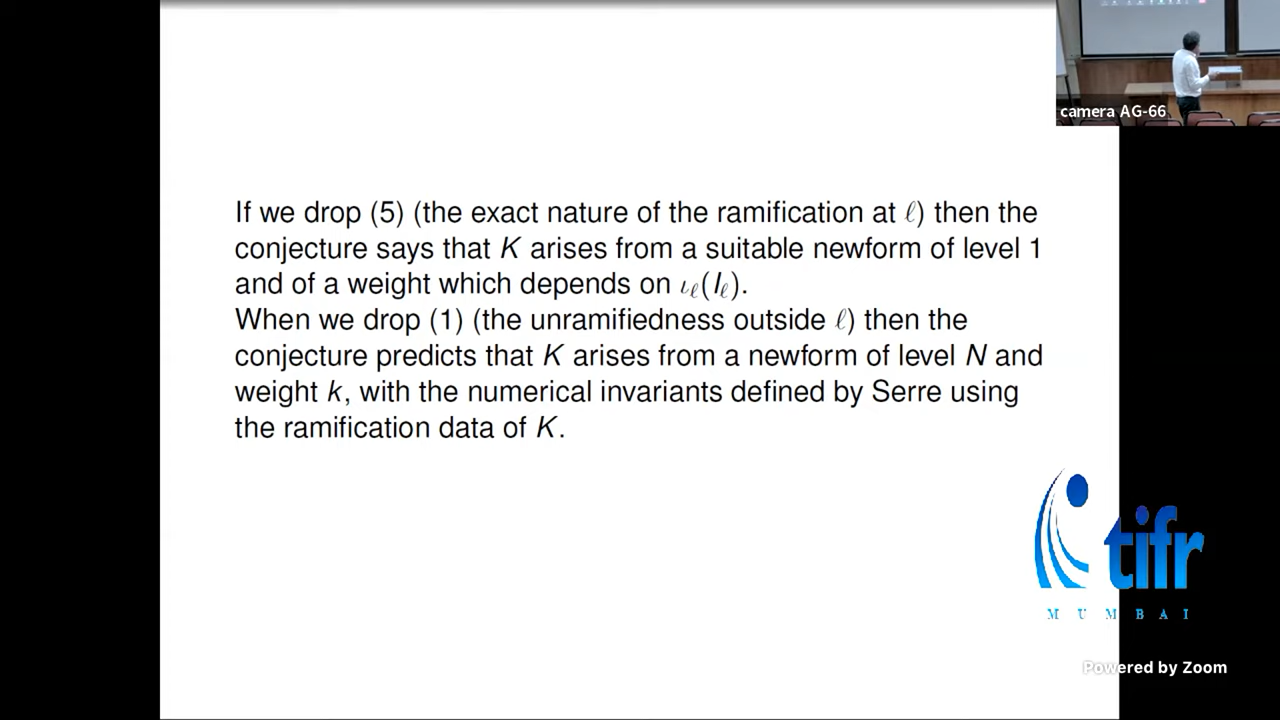 camera AG-66
If we drop (5) (the exact nature of the ramification at ℓ) then the
conjecture says that K arises from a suitable newform of level 1
and of a weight which depends on ι_ℓ(I_ℓ).
When we drop (1) (the unramifiedness outside ℓ) then the
conjecture predicts that K arises from a newform of level N and
weight k, with the numerical invariants defined by Serre using
the ramification data of K.
tifr
MUMBAI
Powered by Zoom